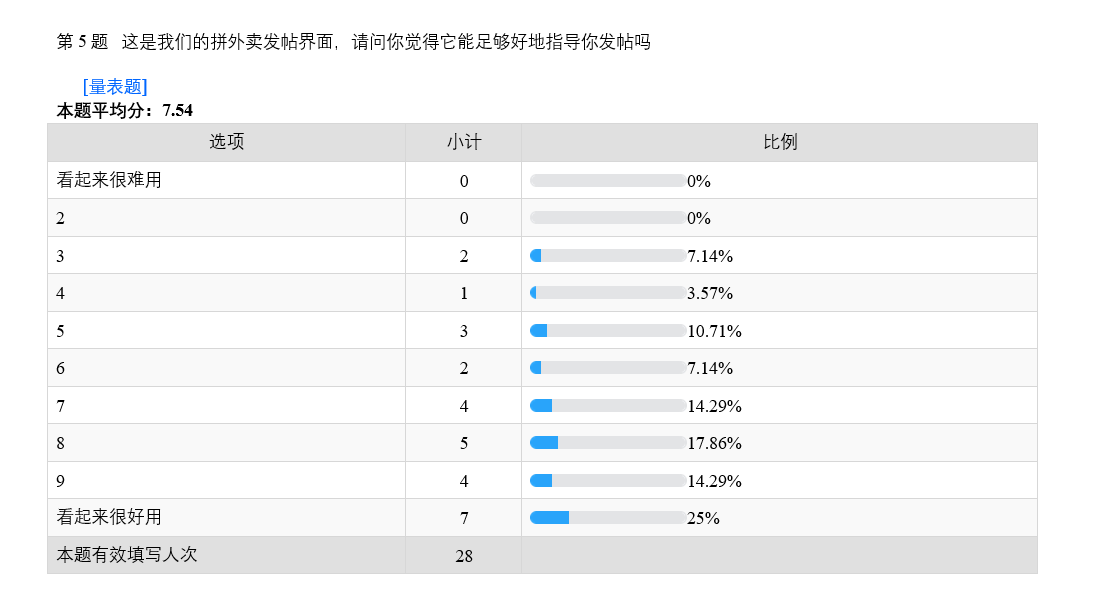 第 5 题 这是我们的拼外卖发帖界面，请问你觉得它能足够好地指导你发帖吗
[量表题]
本题平均分：7.54
选项 小计 比例
看起来很难用 0 0%
2 0 0%
3 2 7.14%
4 1 3.57%
5 3 10.71%
6 2 7.14%
7 4 14.29%
8 5 17.86%
9 4 14.29%
看起来很好用 7 25%
本题有效填写人次 28